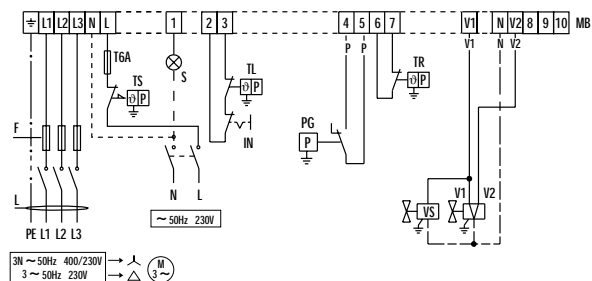 L1 L2 L3 N L 1 2 3 4 5 6 7 V1 N V2 8 9 10 MB
P P V1 N V2
T6A
S
TS
ϑ P
TL
ϑ P
TR
ϑ P
IN
PG
P
F
L
N L
VS V1 V2
PE L1 L2 L3
~ 50Hz 230V
3N ~ 50Hz 400/230V
3 ~ 50Hz 230V
M
3 ~